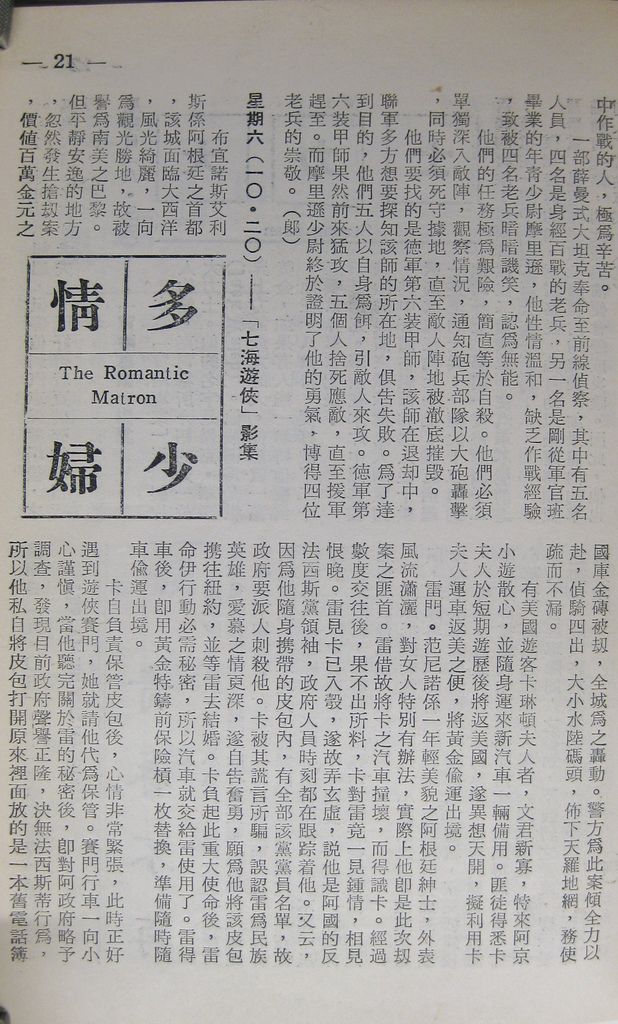 — 21 —
中作戰的人，極爲辛苦。
一部薛曼式大坦克奉命至前線偵察，其中有五名
人員，四名是身經百戰的老兵，另一名是剛從軍官班
畢業的年青少尉摩里遜，他性情溫和，缺乏作戰經驗
，致被四名老兵暗暗譏笑，認爲無能。
他們的任務極爲艱險，簡直等於自殺。他們必須
單獨深入敵陣，觀察情況，通知砲兵部隊以大砲轟擊
，同時必須死守據地，直至敵人陣地被澈底摧毁。
他們要找的是德軍第六装甲師，該師在退却中，
聯軍多方想要探知該師的所在地，俱告失敗。爲了達
到目的，他們五人以自身爲餌，引敵人來攻。德軍第
六装甲師果然前來猛攻，五個人捨死應敵，直至援軍
趕至。而摩里遜少尉終於證明了他的勇氣，博得四位
老兵的崇敬。（郞）
星期六（一〇·二〇）——「七海遊俠」影集
多情
The Romantic
Matron
少婦
布宜諾斯艾利
斯係阿根廷之首都
，該城面臨大西洋
，風光綺麗，一向
爲觀光勝地，故被
譽爲南美之巴黎。
但平靜安逸的地方
，忽然發生搶刼案
，價值百萬金元之
國庫金磚被刼，全城爲之轟動。警方爲此案傾全力以
赴，偵騎四出，大小水陸碼頭，佈下天羅地網，務使
疏而不漏。
有美國遊客卡琳頓夫人者，文君新寡，特來阿京
小遊散心，並隨身運來新汽車一輛備用。匪徒得悉卡
夫人於短期遊歷後將返美國，遂異想天開，擬利用卡
夫人運車返美之便，將黃金偸運出境。
雷門。范尼諾係一年輕美貌之阿根廷紳士，外表
風流瀟灑，對女人特別有辦法，實際上他卽是此次刼
案之匪首。雷借故將卡之汽車撞壞，而得識卡。經過
數度交往後，果不出所料，卡對雷竟一見鍾情，相見
恨晚。雷見卡已入彀，遂故弄玄虛，說他是阿國的反
法西斯黨領袖，政府人員時刻都在跟踪着他。又云，
因爲他隨身携帶的皮包內，有全部該黨黨員名單，故
政府要派人刺殺他。卡被其謊言所騙，誤認雷爲民族
英雄，愛慕之情更深，遂自告奮勇，願爲他將該皮包
携往紐約，並等雷去結婚。卡負起此重大使命後，雷
命伊行動必需秘密，所以汽車就交給雷使用了。雷得
車後，卽用黃金特鑄前保險槓一枚替換，準備隨時隨
車偸運出境。
卡自負責保管皮包後，心情非常緊張，此時正好
遇到遊俠賽門，她就請他代爲保管。賽門行車一向小
心謹愼，當他聽完關於雷的秘密後，卽對阿政府略予
調查，發現目前政府聲譽正隆，決無法西斯蒂行爲，
所以他私自將皮包打開原來裡面放的是一本舊電話簿